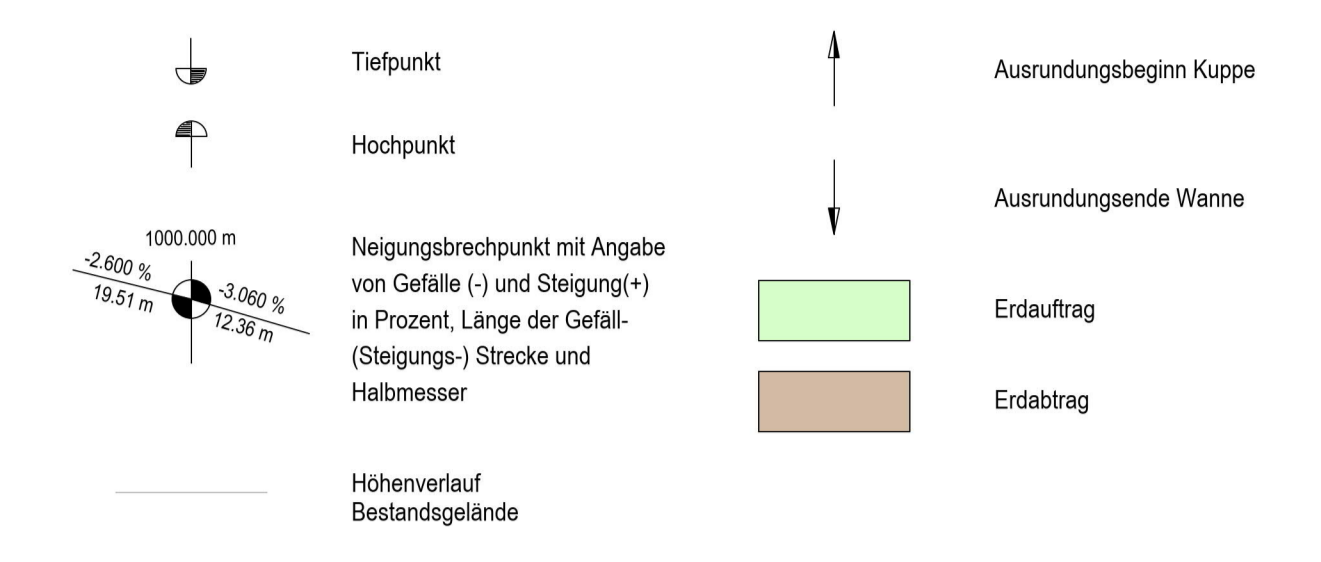 Tiefpunkt
Hochpunkt
1000.000 m
-2.600 %
19.51 m
-3.060 %
12.36 m
Neigungsbrechpunkt mit Angabe
von Gefälle (-) und Steigung(+)
in Prozent, Länge der Gefäll-
(Steigungs-) Strecke und
Halbmesser
Höhenverlauf
Bestandsgelände
Ausrundungsbeginn Kuppe
Ausrundungsende Wanne
Erdauftrag
Erdabtrag